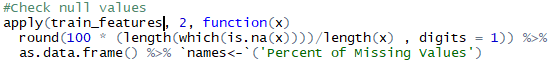 #Check null values
apply(train_features, 2, function(x)
  round(100 * (length(which(is.na(x))))/length(x) , digits = 1)) %>%
  as.data.frame() %>% `names<-`('Percent of Missing Values')